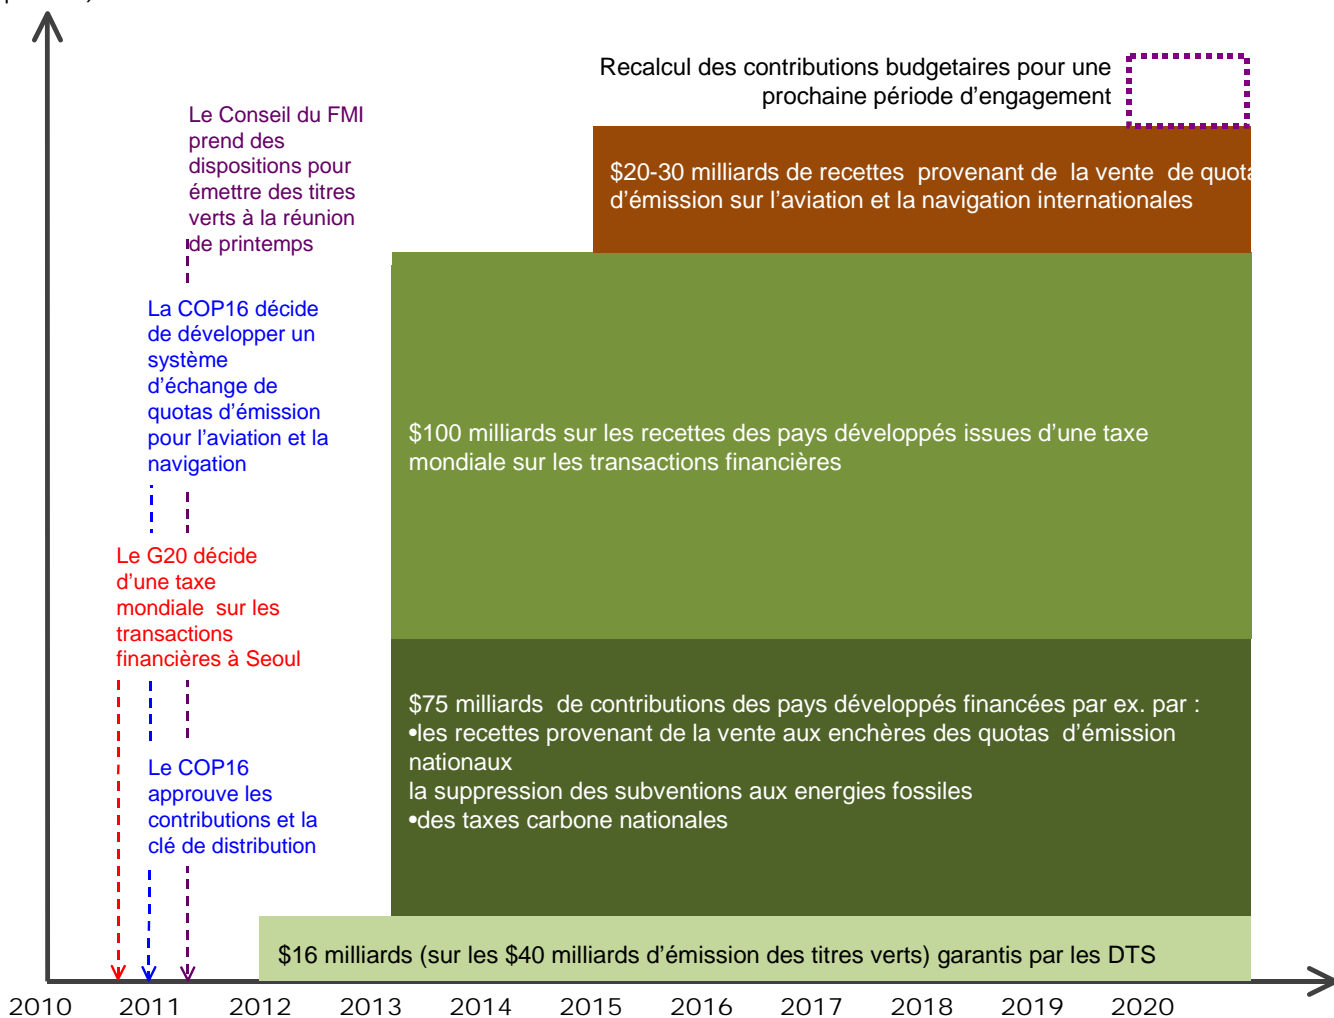 Recalcul des contributions budgetaires pour une
prochaine période d'engagement
Le Conseil du FMI
prend des
dispositions pour
émettre des titres
verts à la réunion
de printemps
$20-30 milliards de recettes provenant de la vente de quota
d'émission sur l'aviation et la navigation internationales
La COP16 décide
de développer un
système
d'échange de
quotas d'émission
pour l'aviation et la
navigation
$100 milliards sur les recettes des pays développés issues d'une taxe
mondiale sur les transactions financières
Le G20 décide
d'une taxe
mondiale sur les
transactions
financières à Seoul
$75 milliards de contributions des pays développés financées par ex. par :
•les recettes provenant de la vente aux enchères des quotas d'émission
nationaux
la suppression des subventions aux energies fossiles
•des taxes carbone nationales
Le COP16
approuve les
contributions et la
clé de distribution
$16 milliards (sur les $40 milliards d'émission des titres verts) garantis par les DTS
2010 2011 2012 2013 2014 2015 2016 2017 2018 2019 2020